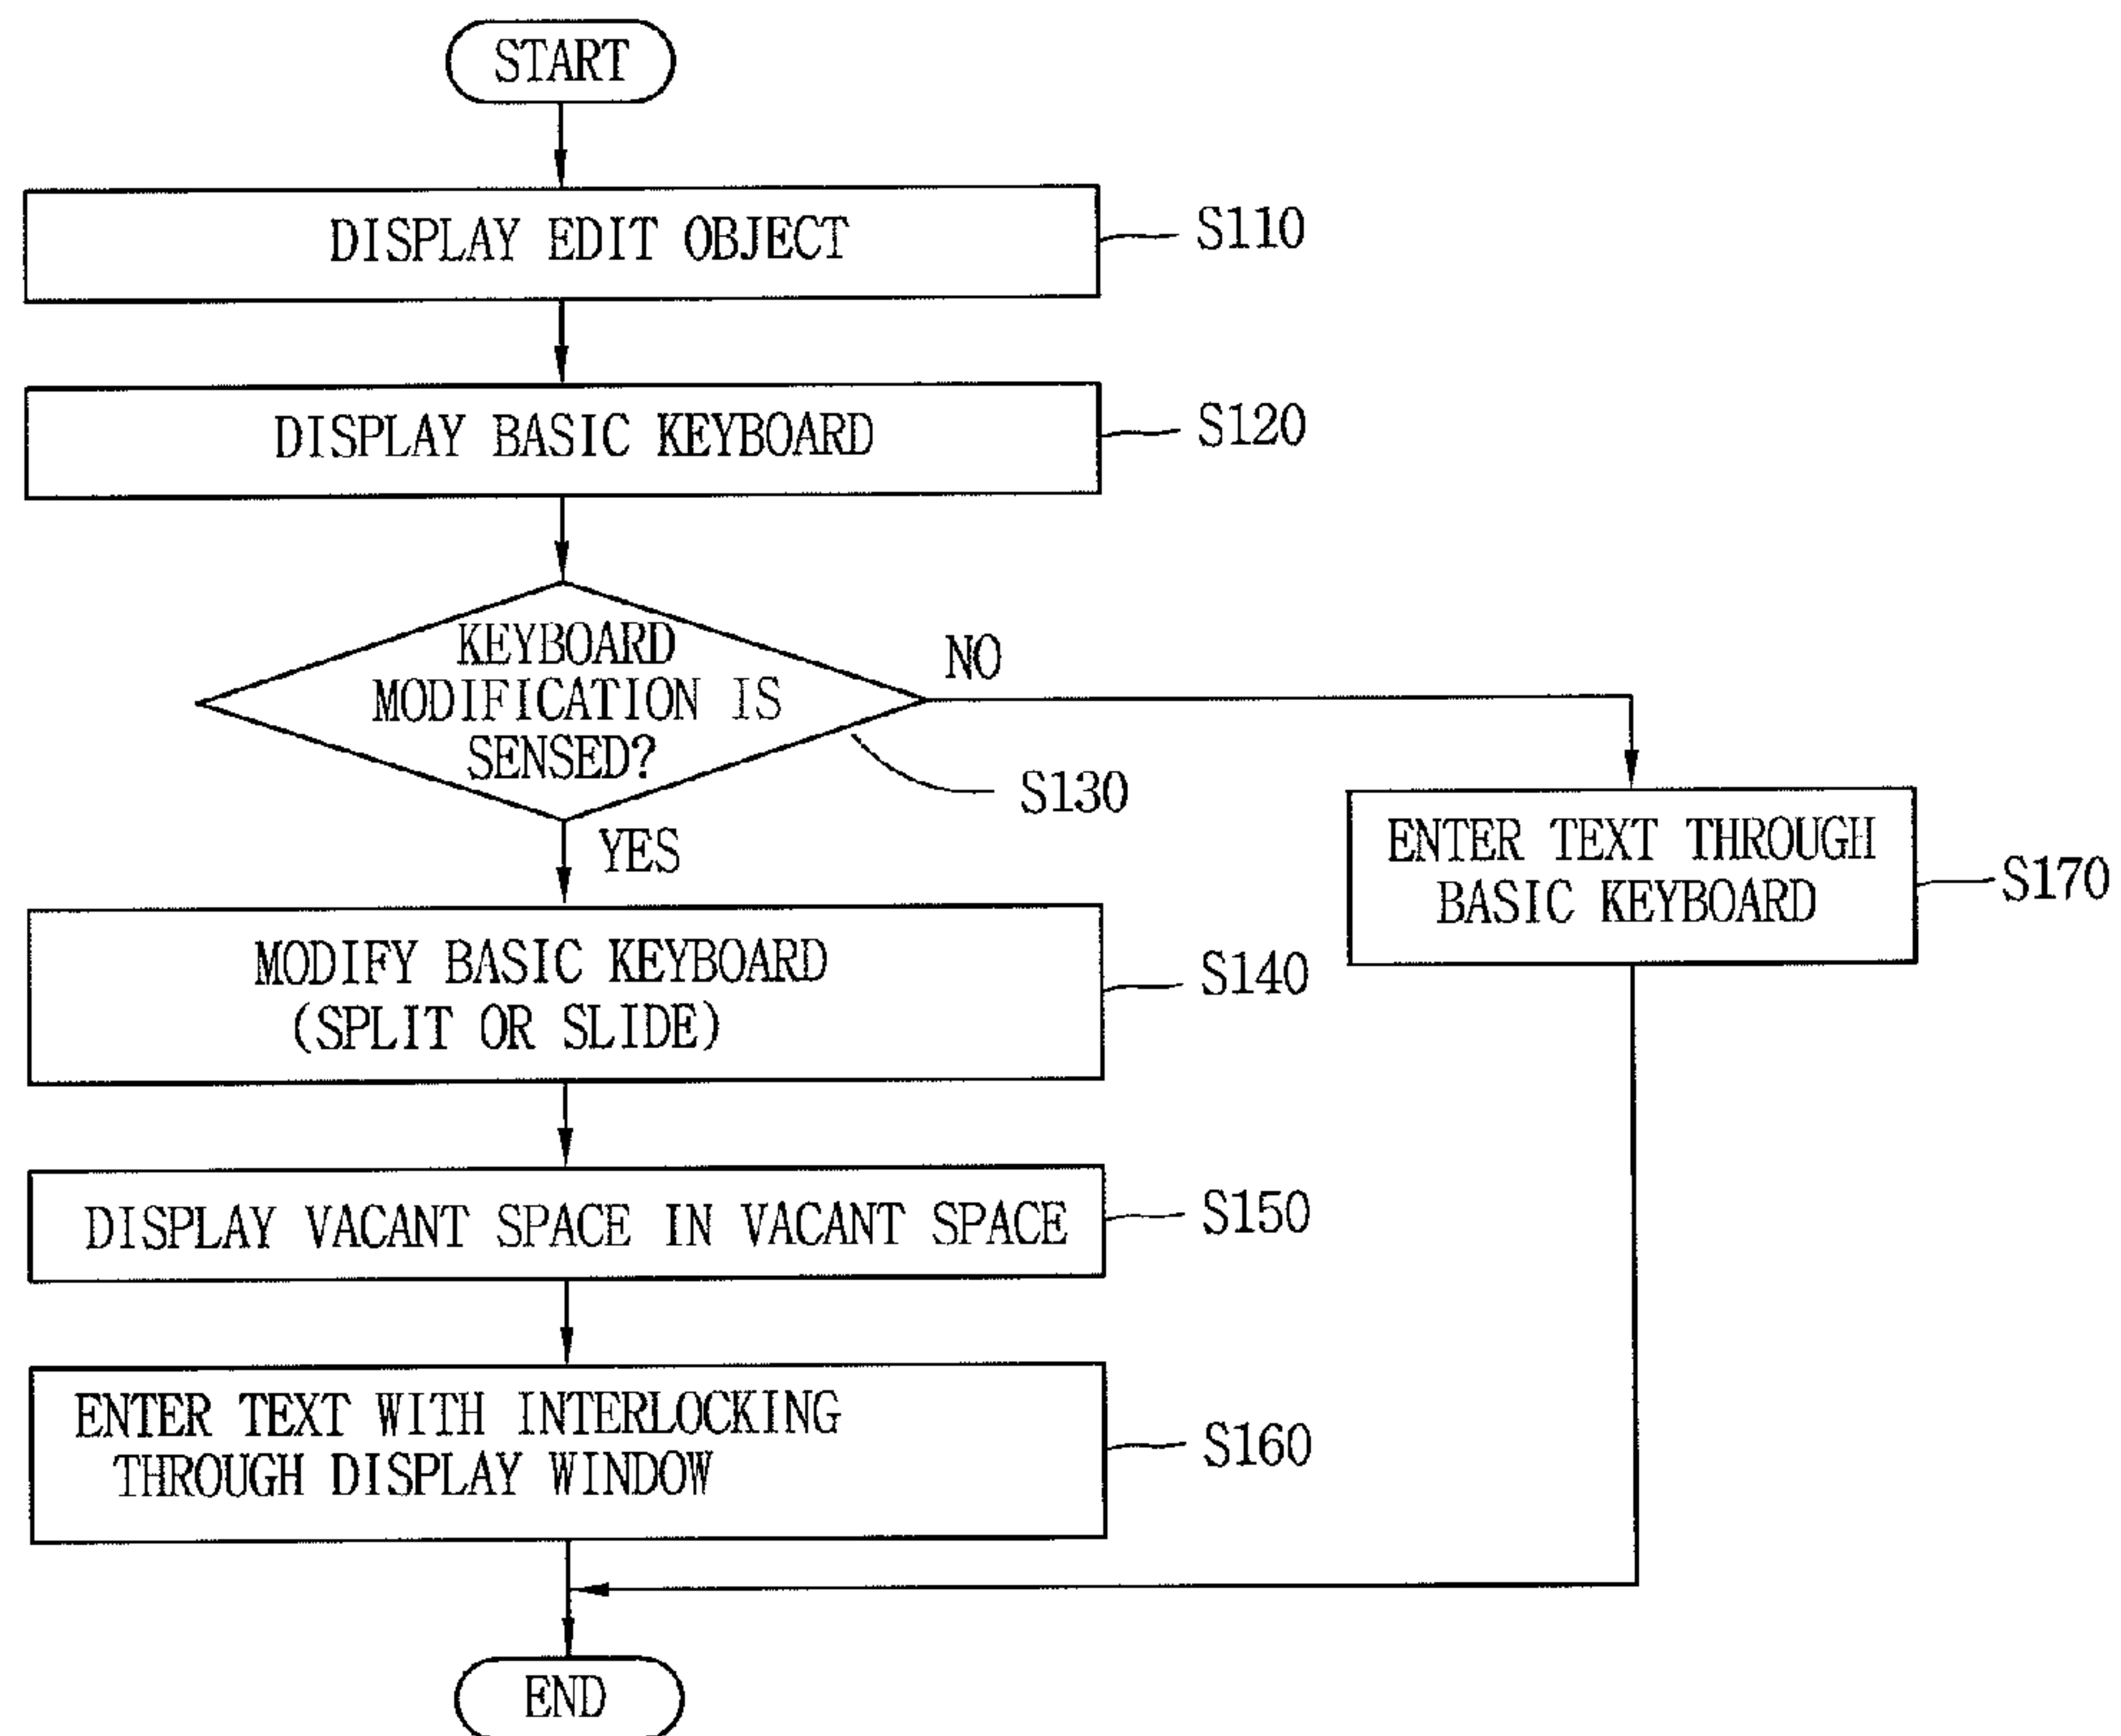 START
DISPLAY EDIT OBJECT
S110
DISPLAY BASIC KEYBOARD
S120
KEYBOARD
MODIFICATION IS
SENSED?
NO
S130
YES
ENTER TEXT THROUGH
BASIC KEYBOARD
S170
MODIFY BASIC KEYBOARD
(SPLIT OR SLIDE)
S140
DISPLAY VACANT SPACE IN VACANT SPACE
S150
ENTER TEXT WITH INTERLOCKING
THROUGH DISPLAY WINDOW
S160
END